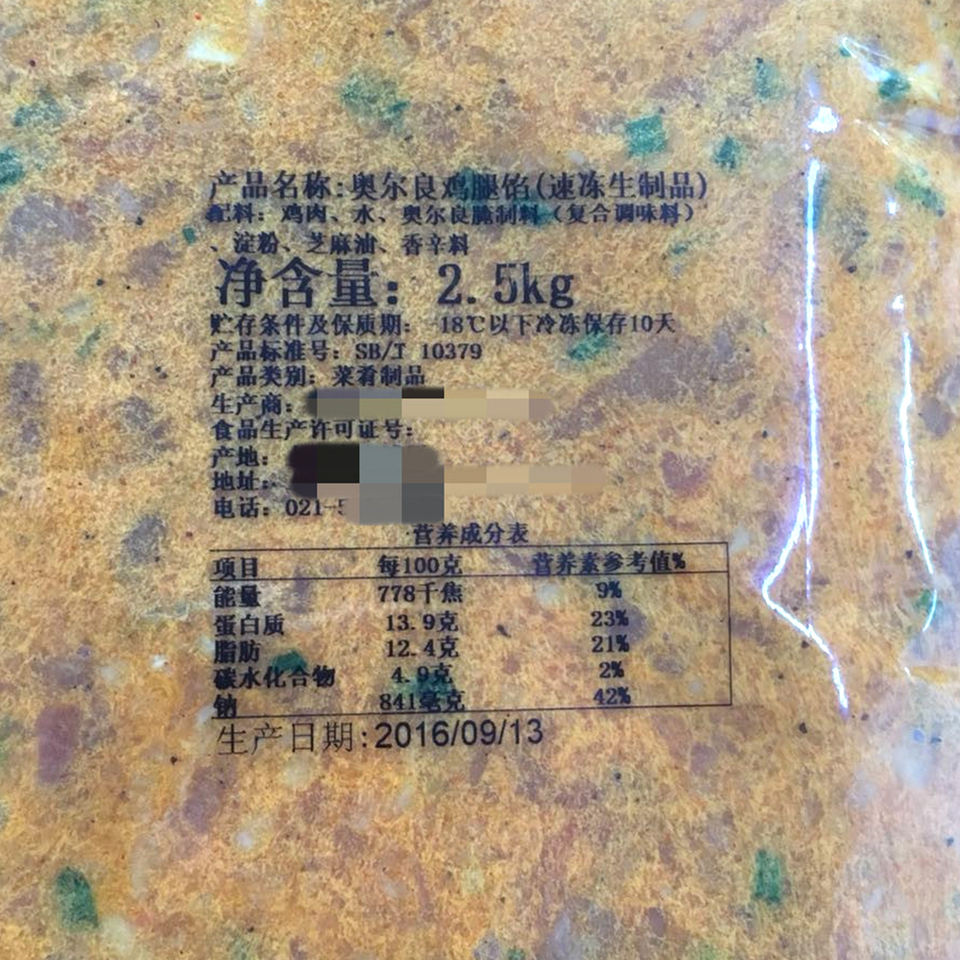 产品名称:奥尔良鸡腿馅(速冻生制品)
配料：鸡肉、水、奥尔良腌制料（复合调味料）
、淀粉、芝麻油、香辛料
净含量：2.5kg
贮存条件及保质期：-18℃以下冷冻保存10天
产品标准号：SB/T 10379
产品类别：菜肴制品
生产商：
食品生产许可证号：
产地：
地址：
电话：021-5
营养成分表
项目 每100克 营养素参考值%
能量 778千焦 9%
蛋白质 13.9克 23%
脂肪 12.4克 21%
碳水化合物 4.9克 2%
钠 841毫克 42%
生产日期:2016/09/13